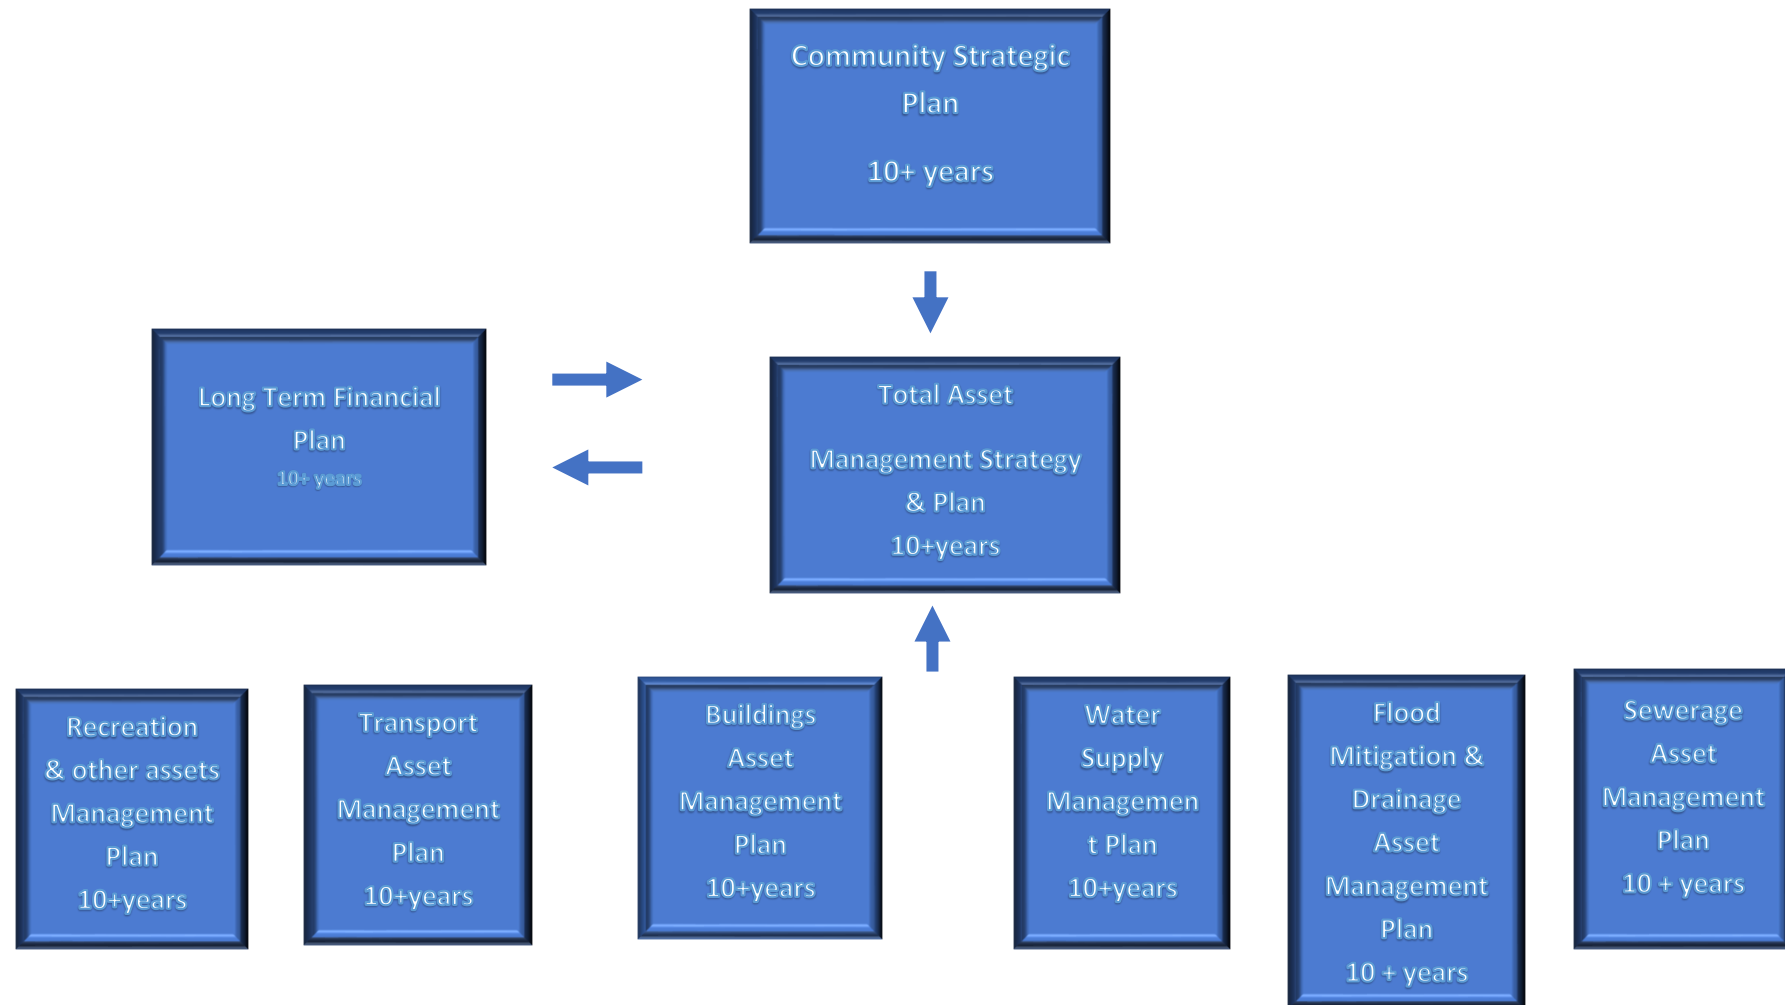 Community Strategic
Plan
10+ years
Long Term Financial
Plan
10+ years
Total Asset
Management Strategy
& Plan
10+years
Recreation
& other assets
Management
Plan
10+years
Transport
Asset
Management
Plan
10+years
Buildings
Asset
Management
Plan
10+years
Water
Supply
Managemen
t Plan
10+years
Flood
Mitigation &
Drainage
Asset
Management
Plan
10 + years
Sewerage
Asset
Management
Plan
10 + years